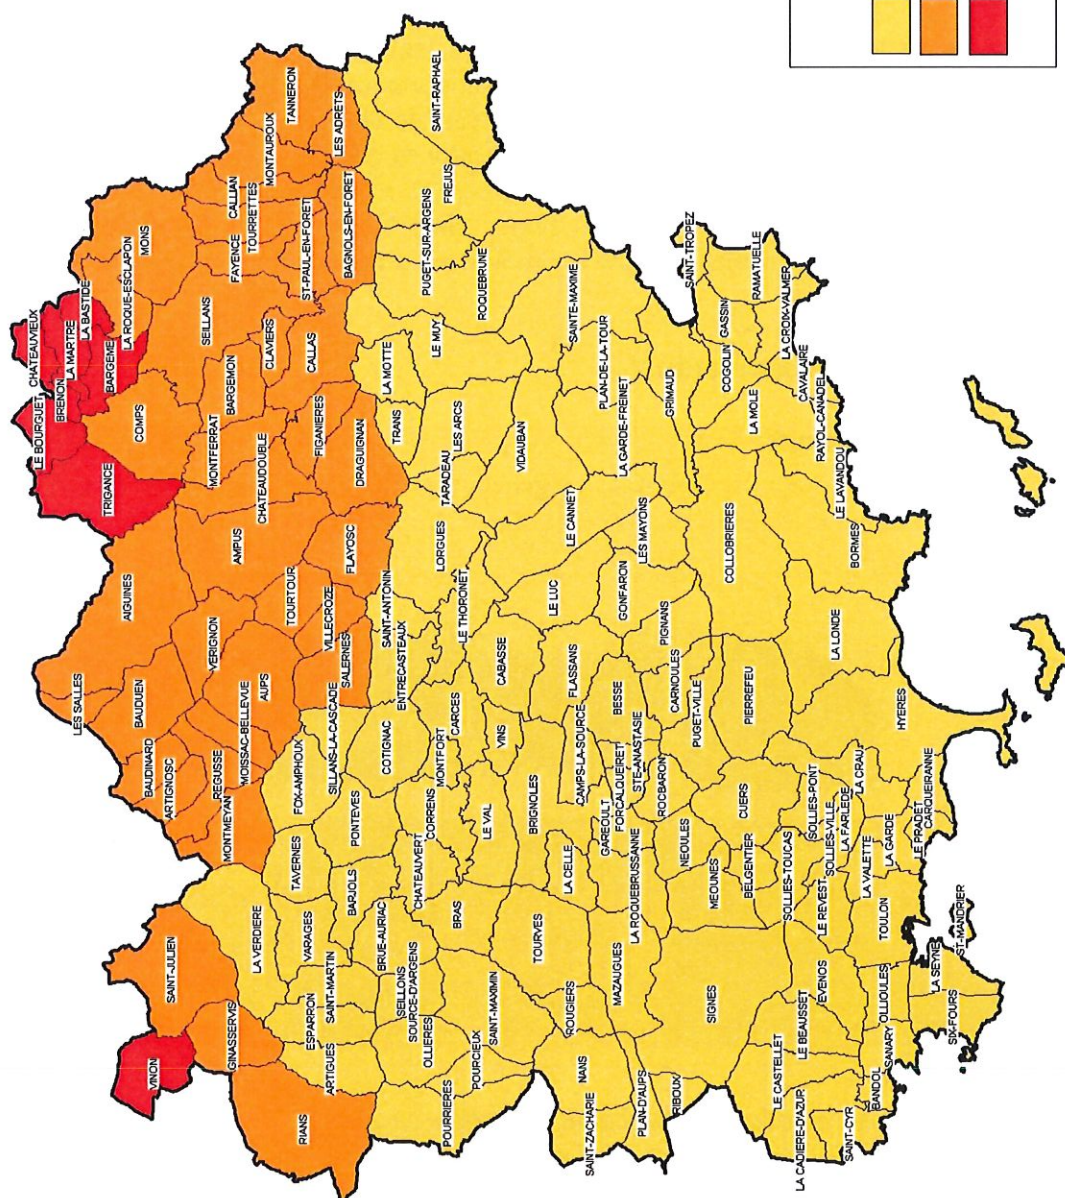 SAINT-RAPHAEL
TANNERON
LES ADRETS
MONTAUROUX
CALLIAN
TOURRETTES
FAYENCE
ST-PAUL-EN-FORET
BAGNOLS-EN-FORET
FREJUS
PUGET-SUR-ARGENS
ROQUEBRUNE
MONS
LA ROQUE-ESCLAPON
LA BASTIDE
LA MARTRE
CHATEAUVIEUX
BRENON
LE BOURGUET
BARGEME
TRIGANCE
COMPS
SEILLANS
BARGEMON
CLAVIERS
CALLAS
MONTFERRAT
CHATEAUDOUBLE
FIGANIERES
DRAGUIGNAN
LA MOTTE
LE MUY
TRANS
LES ARCS
TARADEAU
VIDAUBAN
SAINTE-MAXIME
PLAN-DE-LA-TOUR
LA GARDE-FREINET
GRIMAUD
SAINT-TROPEZ
RAMATUELLE
GASSIN
LA CROIX-VALMER
COGOLIN
CAVALAIRE
LA MOLE
RAYOL-CANADEL
LE LAVANDOU
BORMES
COLLOBRIERES
LES MAYONS
LE CANNET
LE LUC
GONFARON
AIGUINES
AMPUS
FLAYOSC
LORGUES
TOURTOUR
VILLECROZE
SALERNES
SAINT-ANTONIN
ENTRECASTEAUX
LE THORONET
CABASSE
FLASSANS
PIGNANS
CARNOULES
PUGET-VILLE
BESSE
STE-ANASTASIE
PIERREFEU
LA LONDE
HYERES
LES SALLES
BAUDUEN
VERIGNON
AUPS
MOISSAC-BELLEVUE
REGUSSE
BAUDINARD
ARTIGNOSC
MONTMEYAN
FOX-AMPHOUX
SILLANS-LA-CASCADE
COTIGNAC
CARCES
MONTFORT
CORRENS
VINS
LE VAL
BRIGNOLES
CAMPS-LA-SOURCE
FORCALQUEIRET
GAREOULT
ROCBARON
LA CELLE
LA ROQUEBRUSSANNE
NEOULES
MEOUNES
CUERS
BELGENTIER
SOLLIES-PONT
SOLLIES-VILLE
SOLLIES-TOUCAS
LA FARLEDE
LA CRAU
LA GARDE
LA VALETTE
LE PRADET
CARQUEIRANNE
LE REVEST
TOULON
ST-MANDRIER
LA SEYNE
SIX-FOURS
OLLIOULES
SANARY
BANDOL
EVENOS
LE BEAUSSET
LE CASTELLET
LA CADIERE-D'AZUR
SAINT-CYR
SIGNES
RIBOUX
PLAN-D'AUPS
MAZAUGUES
TOURVES
ROUGIERS
NANS
SAINT-ZACHARIE
SAINT-MAXIMIN
POURCIEUX
POURRIERES
OLLIERES
BRAS
CHATEAUVERT
BRUE-AURIAC
SEILLONS
SOURCE-D'ARGENS
BARJOLS
PONTEVES
TAVERNES
VARAGES
SAINT-MARTIN
ESPARRON
ARTIGUES
LA VERDIERE
SAINT-JULIEN
GINASSERVIS
RIANS
VINON